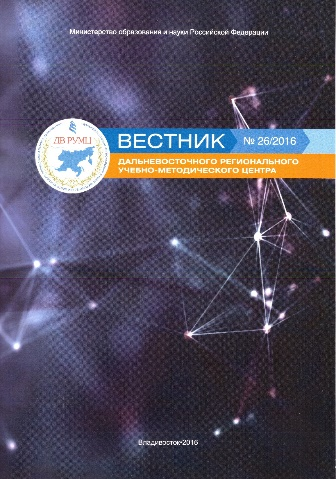 Министерство образования и науки Российской Федерации
ДВ РУМЦ
ВЕСТНИК № 26/2016
ДАЛЬНЕВОСТОЧНОГО РЕГИОНАЛЬНОГО
УЧЕБНО-МЕТОДИЧЕСКОГО ЦЕНТРА
Владивосток-2016